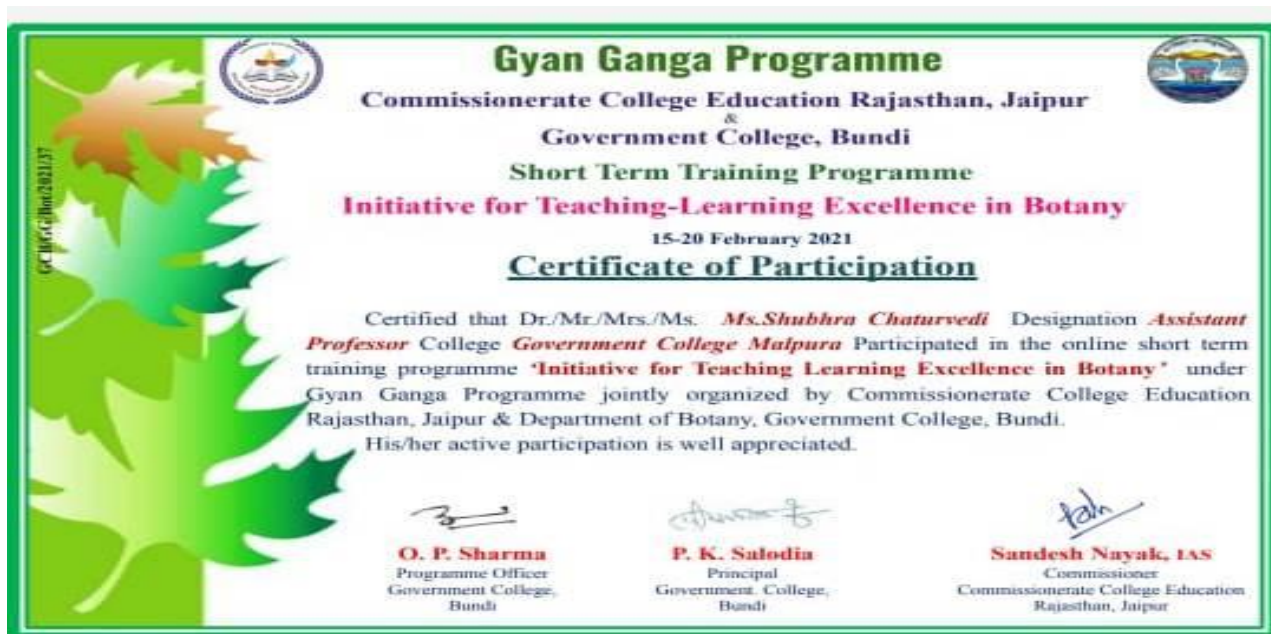 Gyan Ganga Programme
Commissionerate College Education Rajasthan, Jaipur
&
Government College, Bundi
Short Term Training Programme
Initiative for Teaching-Learning Excellence in Botany
15-20 February 2021
Certificate of Participation
Certified that Dr./Mr./Mrs./Ms. Ms.Shubhra Chaturvedi Designation Assistant
Professor College Government College Malpura Participated in the online short term
training programme ‘Initiative for Teaching Learning Excellence in Botany’ under
Gyan Ganga Programme jointly organized by Commissionerate College Education
Rajasthan, Jaipur & Department of Botany, Government College, Bundi.
His/her active participation is well appreciated.
O. P. Sharma
Programme Officer
Government College,
Bundi
P. K. Salodia
Principal
Government. College,
Bundi
Sandesh Nayak, IAS
Commissioner
Commissionerate College Education
Rajasthan, Jaipur
GCB/GG/Bot/2021/37